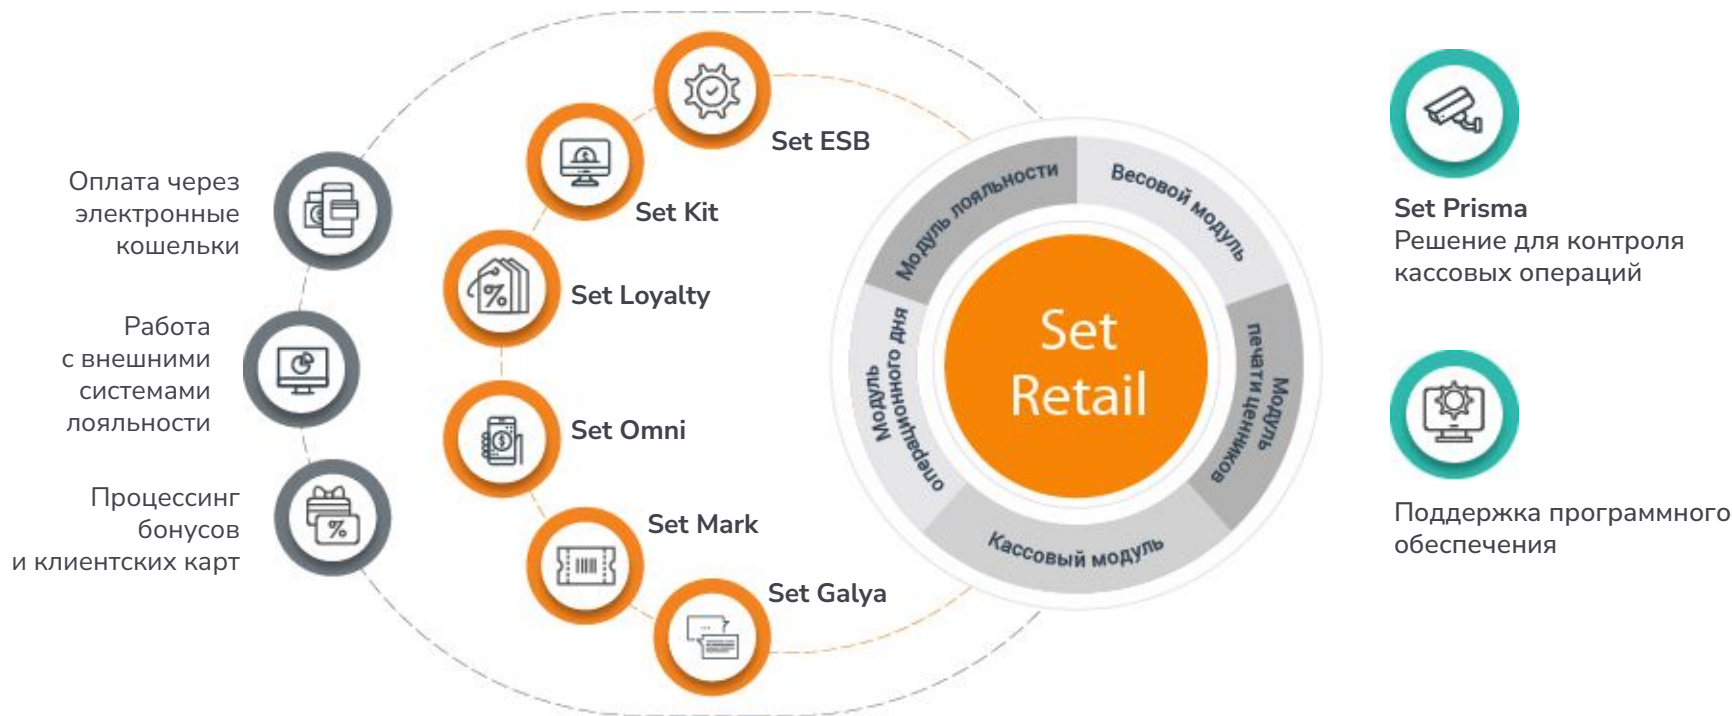 Оплата через
электронные
кошельки
Работа
с внешними
системами
лояльности
Процессинг
бонусов
и клиентских карт
Set ESB
Set Kit
Set Loyalty
Set Omni
Set Mark
Set Galya
Модуль лояльности
Весовой модуль
Модуль
печати ценников
Кассовый модуль
Модуль
операционного дня
Set
Retail
Set Prisma
Решение для контроля
кассовых операций
Поддержка программного
обеспечения